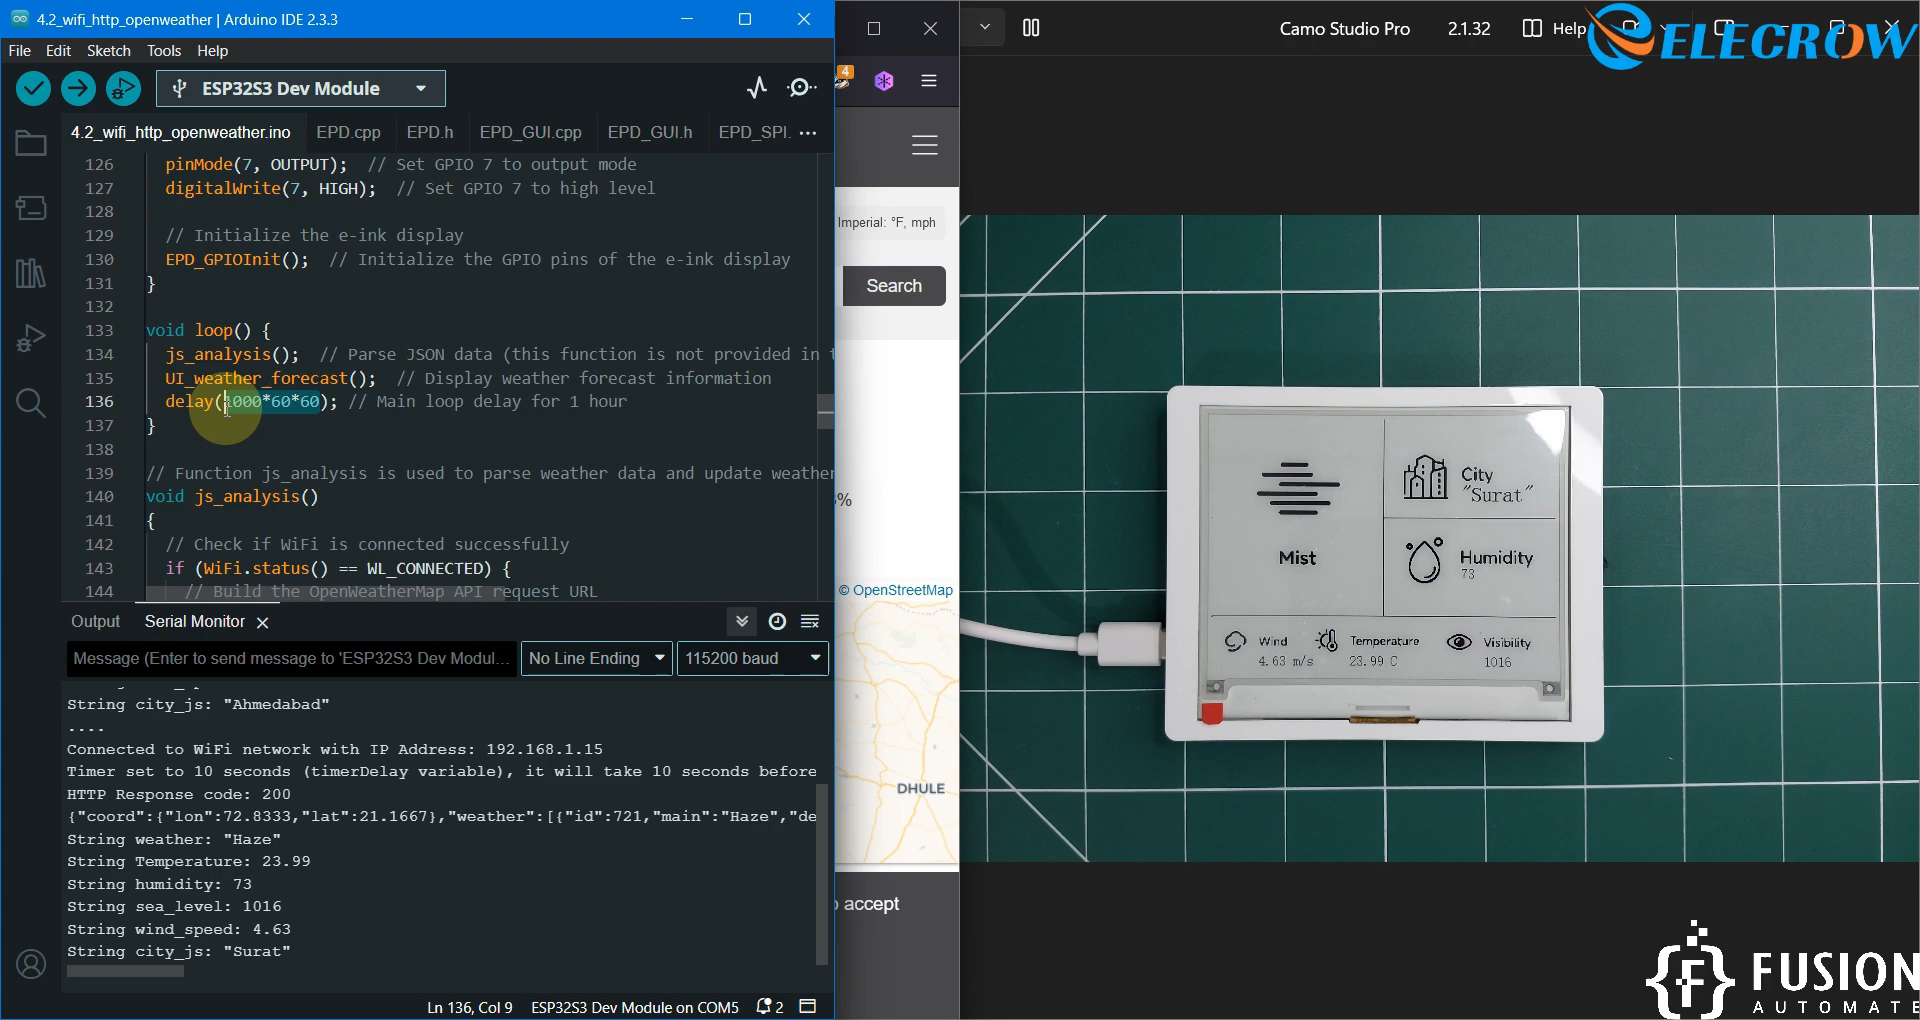 4.2_wifi_http_openweather | Arduino IDE 2.3.3
File Edit Sketch Tools Help
ESP32S3 Dev Module
4.2_wifi_http_openweather.ino EPD.cpp EPD.h EPD_GUI.cpp EPD_GUI.h EPD_SPI.
126 pinMode(7, OUTPUT); // Set GPIO 7 to output mode
127 digitalWrite(7, HIGH); // Set GPIO 7 to high level
128
129 // Initialize the e-ink display
130 EPD_GPIOInit(); // Initialize the GPIO pins of the e-ink display
131 }
132
133 void loop() {
134 js_analysis(); // Parse JSON data (this function is not provided in t
135 UI_weather_forecast(); // Display weather forecast information
136 delay(1000*60*60); // Main loop delay for 1 hour
137 }
138
139 // Function js_analysis is used to parse weather data and update weather
140 void js_analysis()
141 {
142 // Check if WiFi is connected successfully
143 if (WiFi.status() == WL_CONNECTED) {
144 // Build the OpenWeatherMap API request URL
Output Serial Monitor
Message (Enter to send message to 'ESP32S3 Dev Modul... No Line Ending 115200 baud
String city_js: "Ahmedabad"
....
Connected to WiFi network with IP Address: 192.168.1.15
Timer set to 10 seconds (timerDelay variable), it will take 10 seconds before
HTTP Response code: 200
{"coord":{"lon":72.8333,"lat":21.1667},"weather":[{"id":721,"main":"Haze","de
String weather: "Haze"
String Temperature: 23.99
String humidity: 73
String sea_level: 1016
String wind_speed: 4.63
String city_js: "Surat"
Ln 136, Col 9 ESP32S3 Dev Module on COM5 2
4
Imperial: °F, mph
Search
%
© OpenStreetMap
DHULE
accept
Camo Studio Pro 2.1.32 Help
ELECROW
City
"Surat"
Mist
Humidity
73
Wind
4.63 m/s
Temperature
23.99 C
Visibility
1016
F
FUSION
AUTOMATE